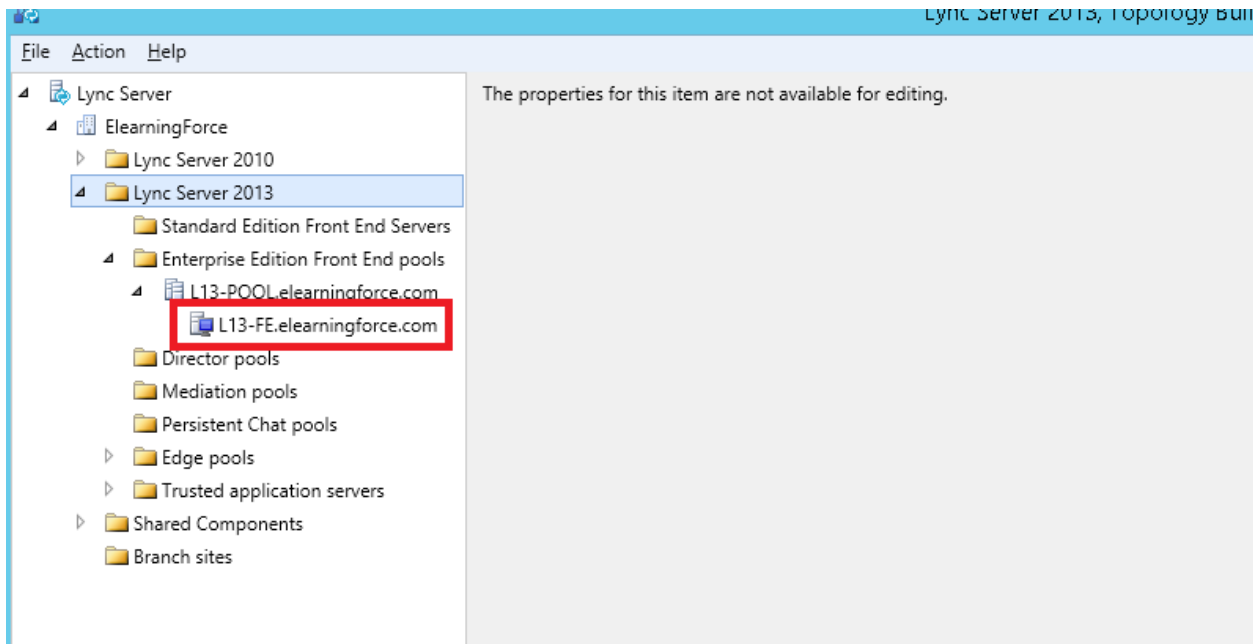 Lync Server 2013, Topology Buil
File Action Help
Lync Server
The properties for this item are not available for editing.
ElearningForce
Lync Server 2010
Lync Server 2013
Standard Edition Front End Servers
Enterprise Edition Front End pools
L13-POOL.elearningforce.com
L13-FE.elearningforce.com
Director pools
Mediation pools
Persistent Chat pools
Edge pools
Trusted application servers
Shared Components
Branch sites